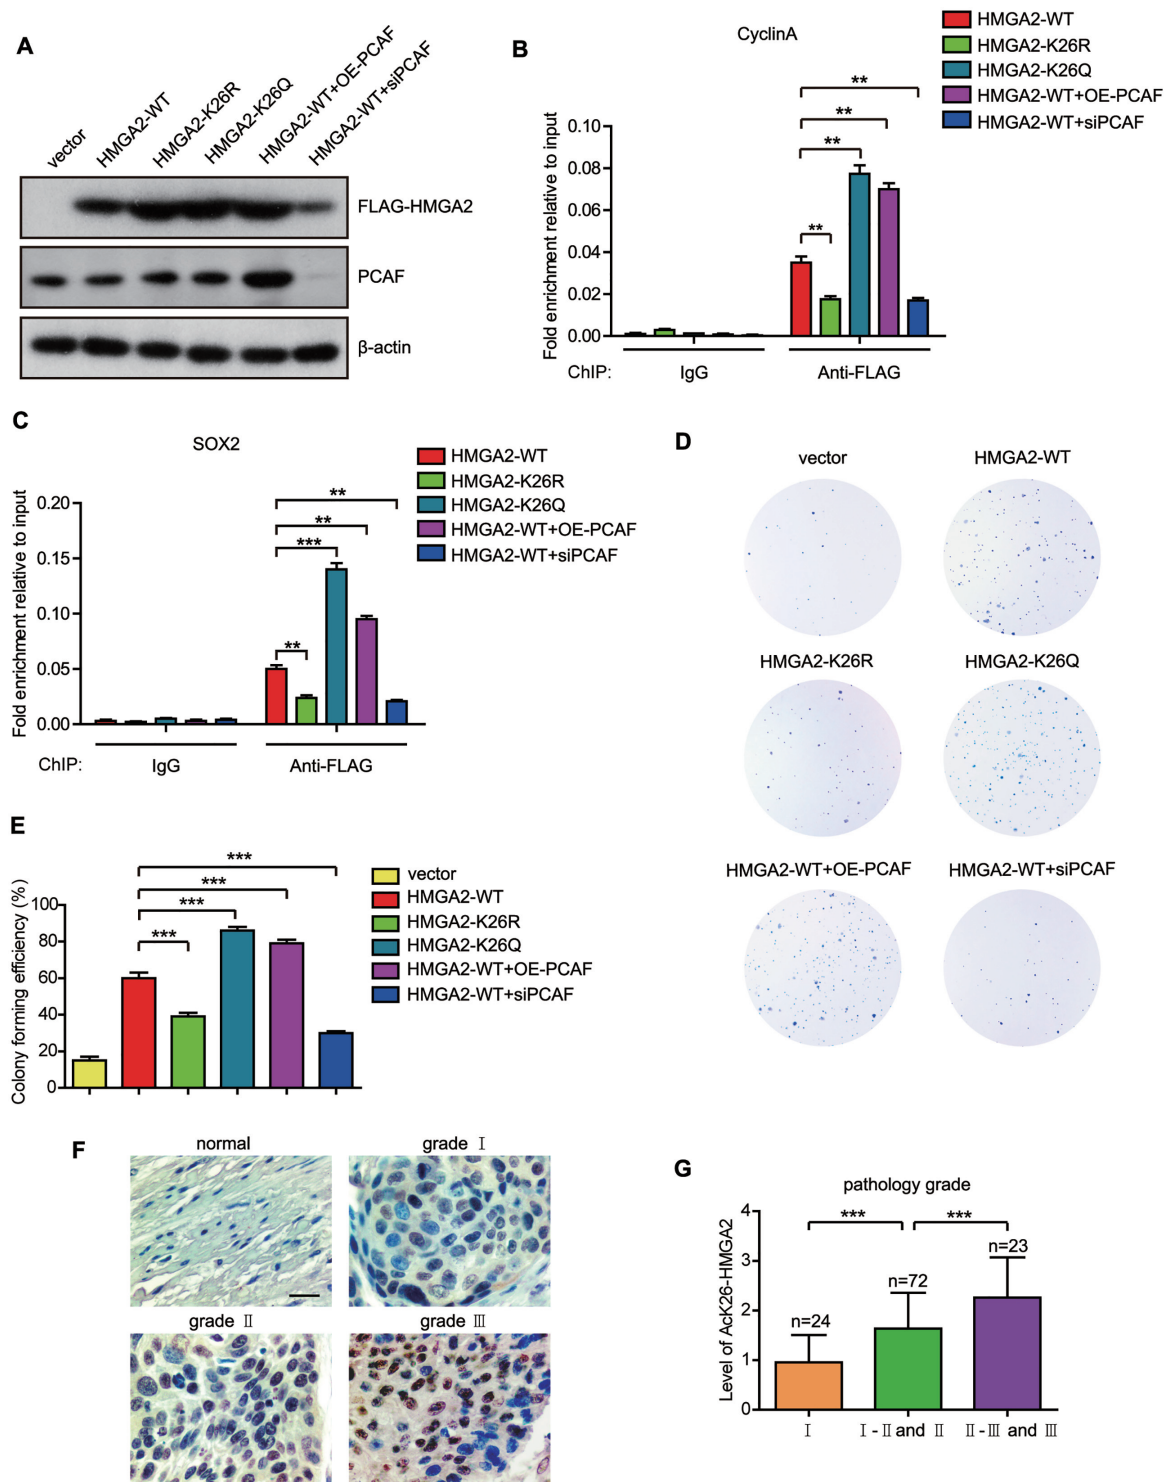 A
vector
HMGA2-WT
HMGA2-K26R
HMGA2-K26Q
HMGA2-WT+OE-PCAF
HMGA2-WT+siPCAF
FLAG-HMGA2
PCAF
β-actin
B
CyclinA
HMGA2-WT
HMGA2-K26R
HMGA2-K26Q
HMGA2-WT+OE-PCAF
HMGA2-WT+siPCAF
Fold enrichment relative to input
0.10
0.08
0.06
0.04
0.02
0.00
**
**
**
**
ChIP:
IgG
Anti-FLAG
C
SOX2
HMGA2-WT
HMGA2-K26R
HMGA2-K26Q
HMGA2-WT+OE-PCAF
HMGA2-WT+siPCAF
Fold enrichment relative to input
0.20
0.15
0.10
0.05
0.00
**
**
***
**
ChIP:
IgG
Anti-FLAG
D
vector
HMGA2-WT
HMGA2-K26R
HMGA2-K26Q
HMGA2-WT+OE-PCAF
HMGA2-WT+siPCAF
E
Colony forming efficiency (%)
100
80
60
40
20
0
***
***
***
***
vector
HMGA2-WT
HMGA2-K26R
HMGA2-K26Q
HMGA2-WT+OE-PCAF
HMGA2-WT+siPCAF
F
normal
grade Ⅰ
grade Ⅱ
grade Ⅲ
G
pathology grade
Level of AcK26-HMGA2
4
3
2
1
0
***
***
n=24
n=72
n=23
Ⅰ
Ⅰ-Ⅱ and Ⅱ
Ⅱ-Ⅲ and Ⅲ